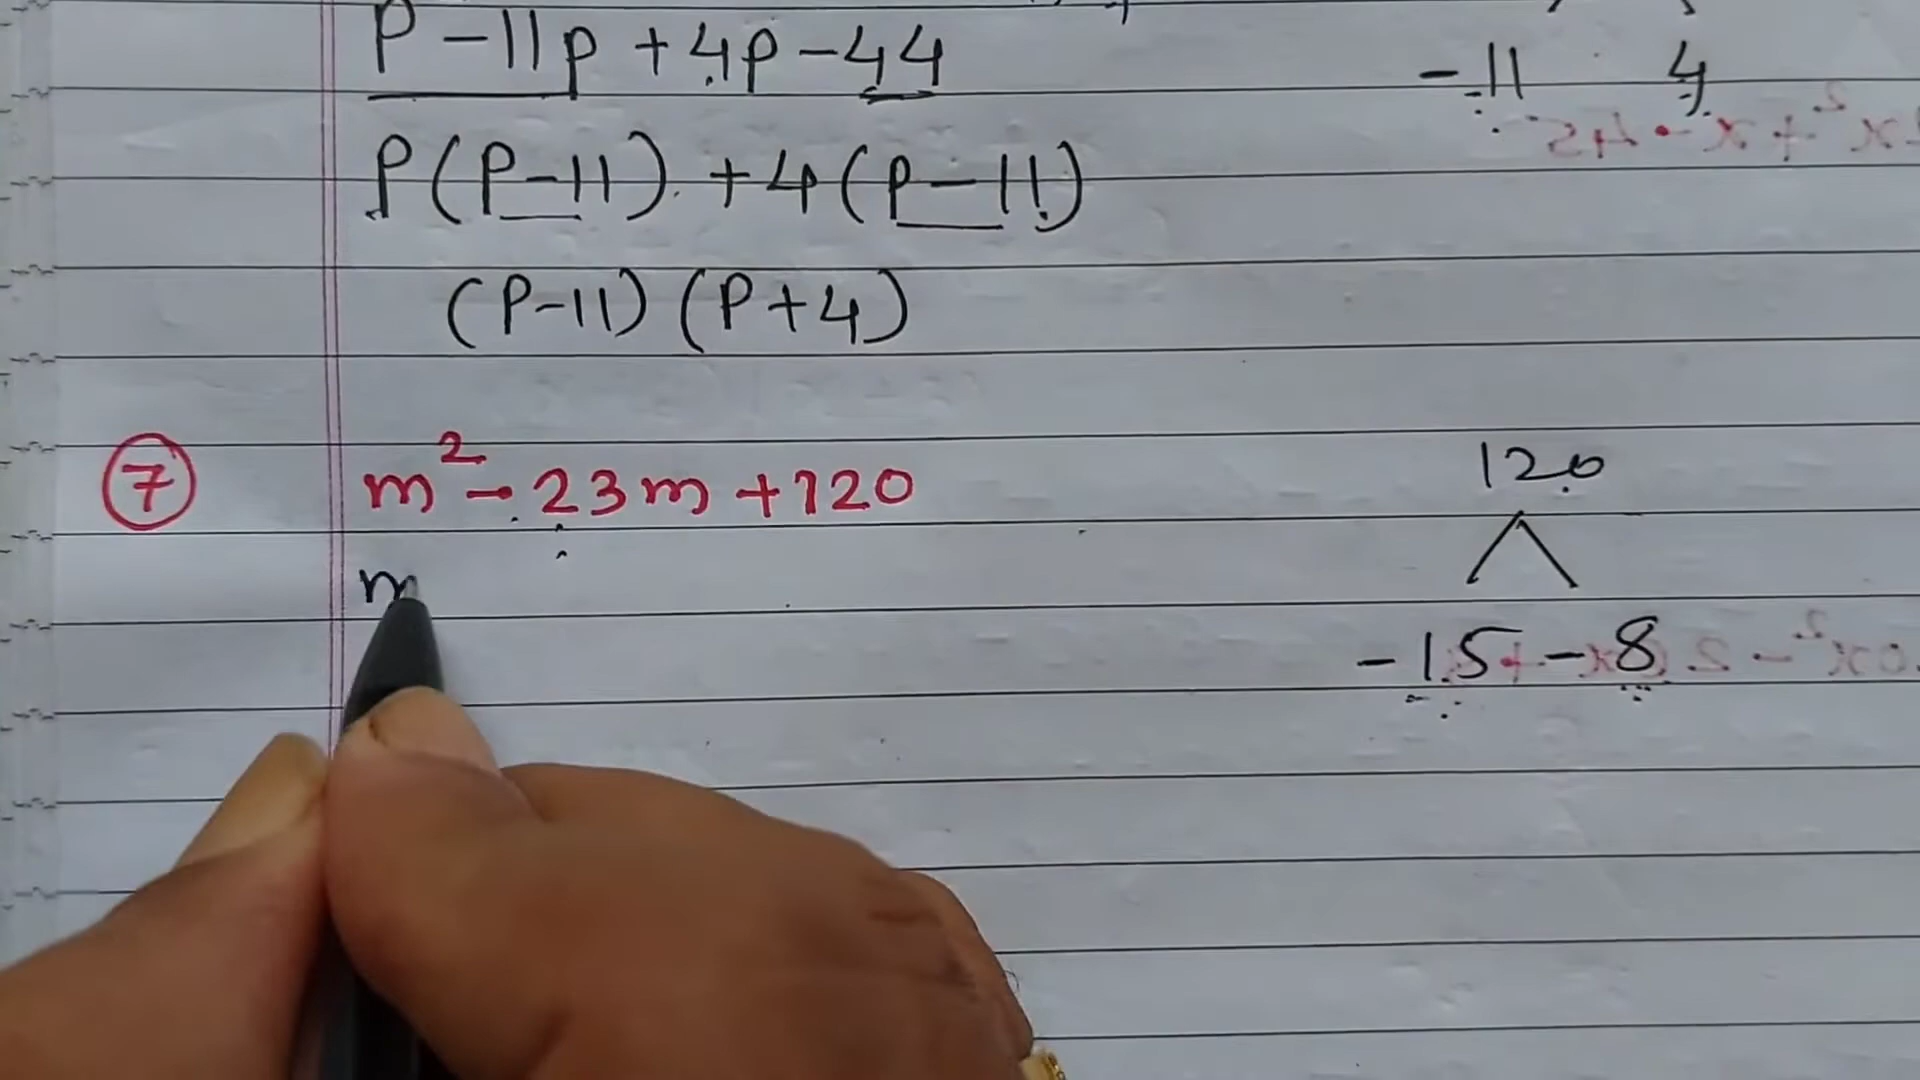 P - 11p + 4p - 44
-11 4
P(P-11) + 4(P-11)
(P-11) (P+4)
7 m² - 23m + 120
120
m
-15 -8